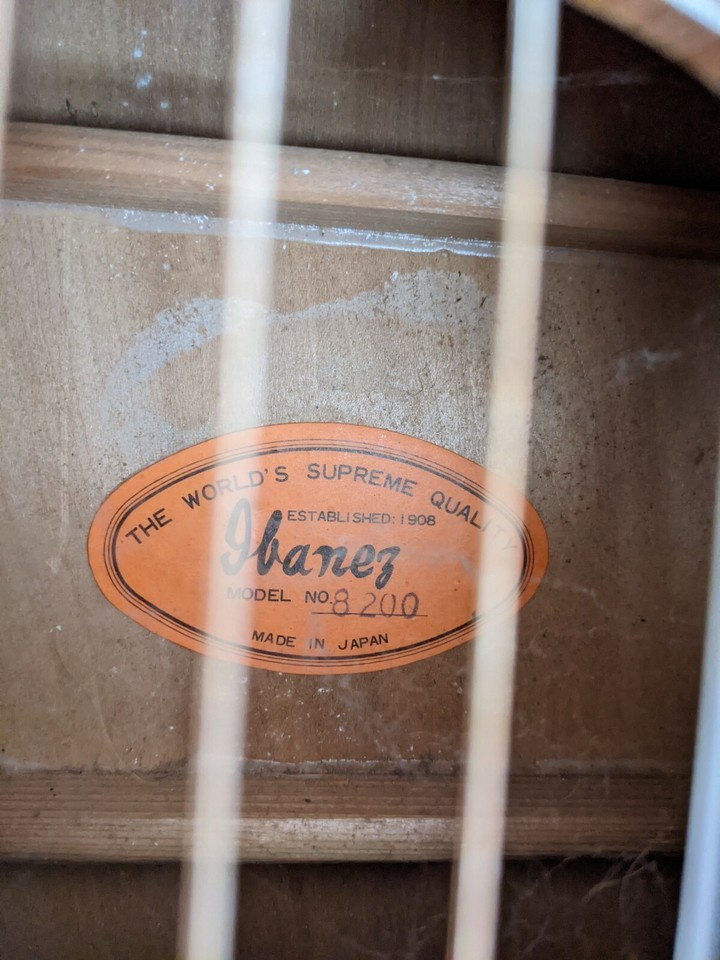 THE WORLD'S SUPREME QUALITY
ESTABLISHED:1908
Ibanez
MODEL NO. 8200
MADE IN JAPAN